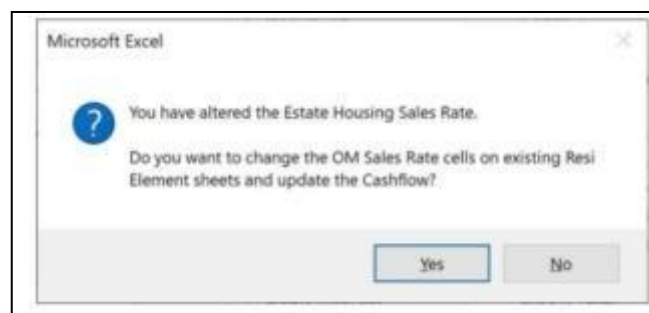 Microsoft Excel
You have altered the Estate Housing Sales Rate.
Do you want to change the OM Sales Rate cells on existing Resi
Element sheets and update the Cashflow?
Yes
No